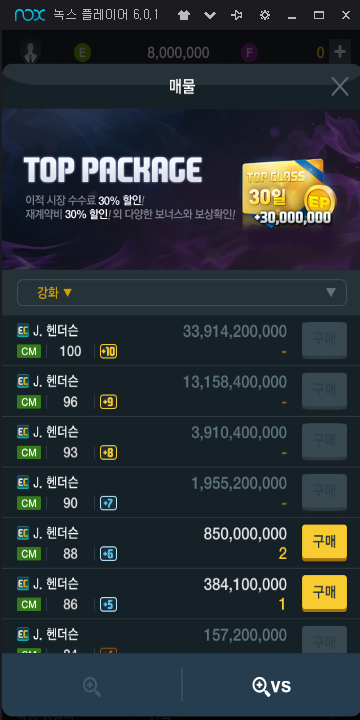 nox 녹스 플레이어 6.0.1
E 8,000,000 F 0 +
매물
TOP PACKAGE
이적 시장 수수료 30% 할인!
재계약비 30% 할인! 외 다양한 보너스와 보상확인!
TOP CLASS
30일
EP
+30,000,000
강화 ▼
EC J. 헨더슨 33,914,200,000 구매
CM 100 +10 -
EC J. 헨더슨 13,158,400,000 구매
CM 96 +9 -
EC J. 헨더슨 3,910,400,000 구매
CM 93 +8 -
EC J. 헨더슨 1,955,200,000 구매
CM 90 +7 -
EC J. 헨더슨 850,000,000 구매
CM 88 +6 2
EC J. 헨더슨 384,100,000 구매
CM 86 +5 1
EC J. 헨더슨 157,200,000 구매
VS